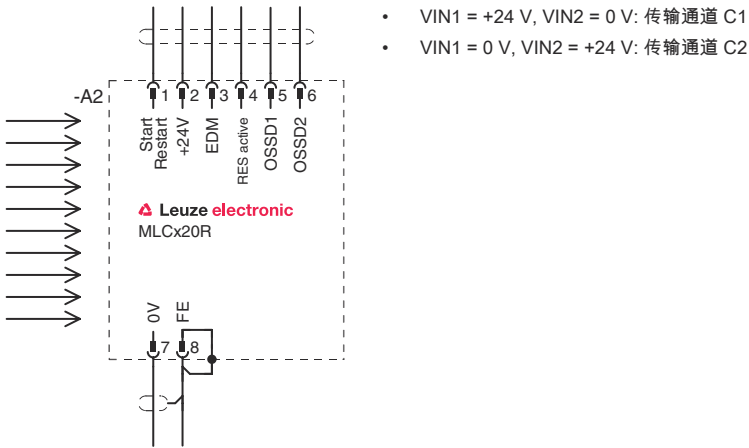 • VIN1 = +24 V, VIN2 = 0 V: 传输通道 C1
• VIN1 = 0 V, VIN2 = +24 V: 传输通道 C2
-A2
1 2 3 4 5 6
Start
Restart
+24V
EDM
RES active
OSSD1
OSSD2
Leuze electronic
MLCx20R
0V
FE
7 8